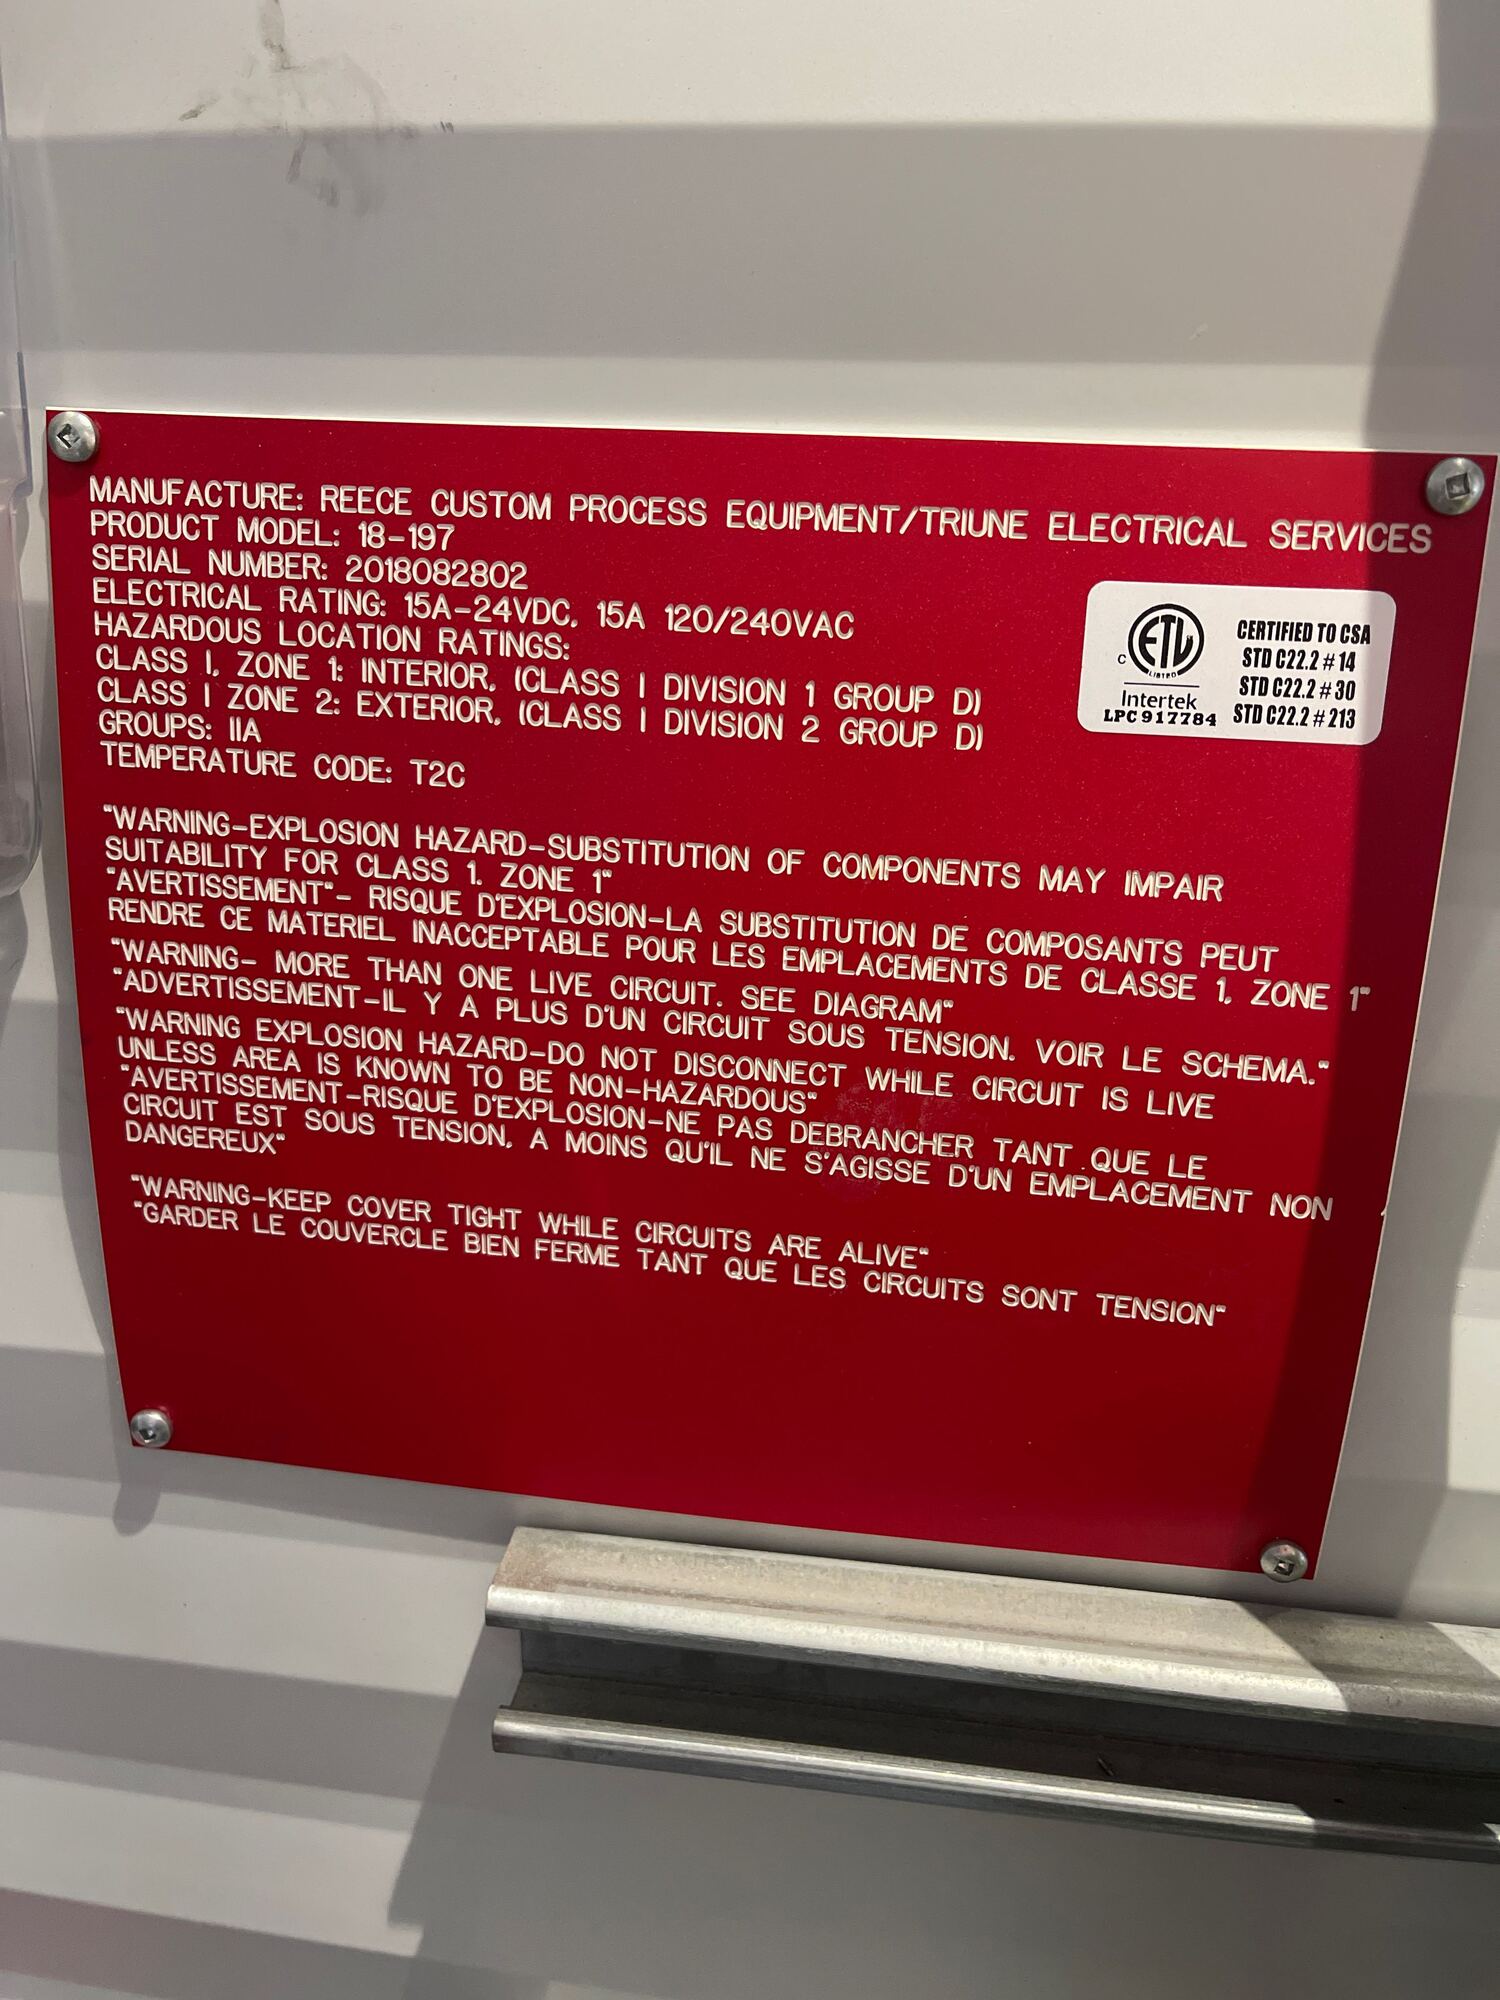 MANUFACTURE: REECE CUSTOM PROCESS EQUIPMENT/TRIUNE ELECTRICAL SERVICES
PRODUCT MODEL: 18-197
SERIAL NUMBER: 2018082802
ELECTRICAL RATING: 15A-24VDC, 15A 120/240VAC
HAZARDOUS LOCATION RATINGS:
CLASS I, ZONE 1: INTERIOR, (CLASS I DIVISION 1 GROUP D)
CLASS I ZONE 2: EXTERIOR, (CLASS I DIVISION 2 GROUP D)
GROUPS: IIA
TEMPERATURE CODE: T2C
C ETL LISTED
Intertek
LPC 917784
CERTIFIED TO CSA
STD C22.2 # 14
STD C22.2 # 30
STD C22.2 # 213
"WARNING-EXPLOSION HAZARD-SUBSTITUTION OF COMPONENTS MAY IMPAIR
SUITABILITY FOR CLASS 1, ZONE 1"
"AVERTISSEMENT"- RISQUE D'EXPLOSION-LA SUBSTITUTION DE COMPOSANTS PEUT
RENDRE CE MATERIEL INACCEPTABLE POUR LES EMPLACEMENTS DE CLASSE 1, ZONE 1"
"WARNING- MORE THAN ONE LIVE CIRCUIT. SEE DIAGRAM"
"ADVERTISSEMENT-IL Y A PLUS D'UN CIRCUIT SOUS TENSION. VOIR LE SCHEMA."
"WARNING EXPLOSION HAZARD-DO NOT DISCONNECT WHILE CIRCUIT IS LIVE
UNLESS AREA IS KNOWN TO BE NON-HAZARDOUS"
"AVERTISSEMENT-RISQUE D'EXPLOSION-NE PAS DEBRANCHER TANT QUE LE
CIRCUIT EST SOUS TENSION, A MOINS QU'IL NE S'AGISSE D'UN EMPLACEMENT NON
DANGEREUX"
"WARNING-KEEP COVER TIGHT WHILE CIRCUITS ARE ALIVE"
"GARDER LE COUVERCLE BIEN FERME TANT QUE LES CIRCUITS SONT TENSION"